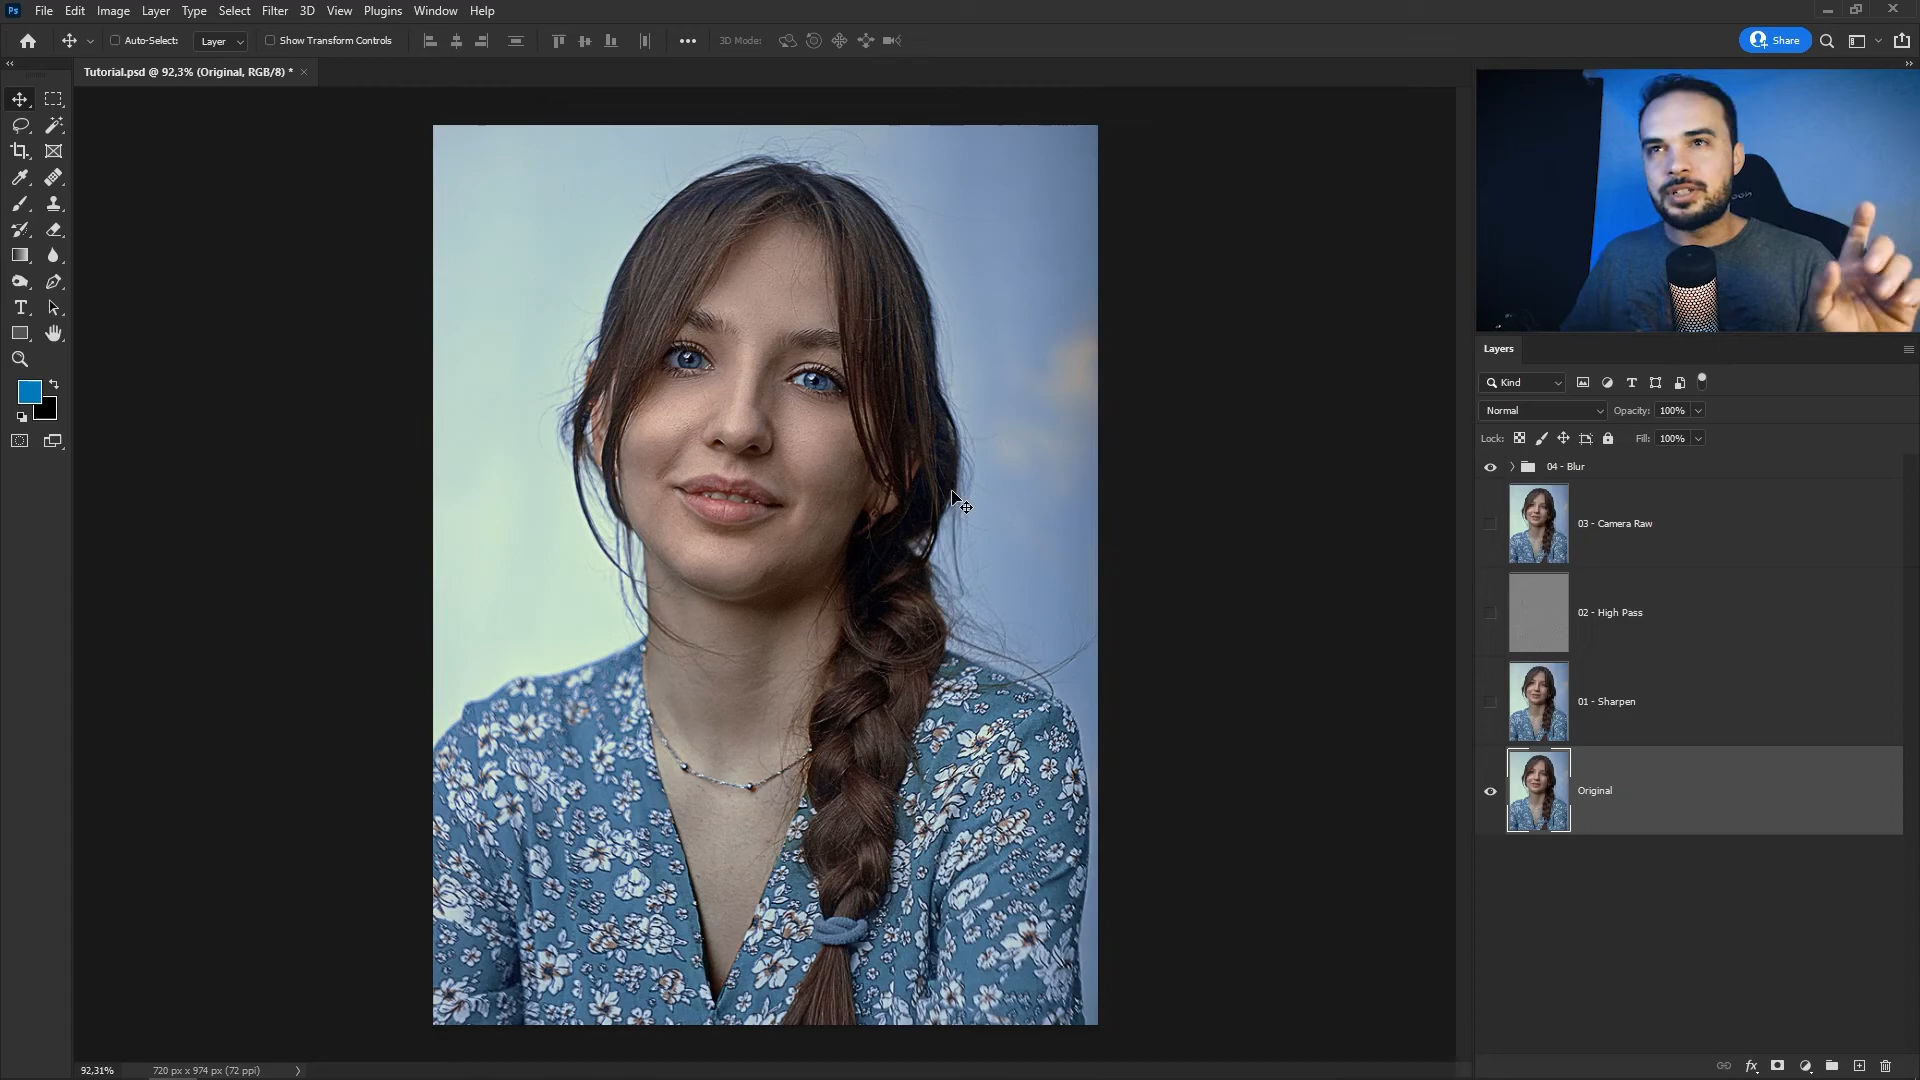 Ps File Edit Image Layer Type Select Filter 3D View Plugins Window Help
Auto-Select: Layer Show Transform Controls 3D Mode: Share
Tutorial.psd @ 92,3% (Original, RGB/8) *
Layers
Kind
Normal Opacity: 100%
Lock: Fill: 100%
04 - Blur
03 - Camera Raw
02 - High Pass
01 - Sharpen
Original
92,31% 720 px x 974 px (72 ppi)
fx